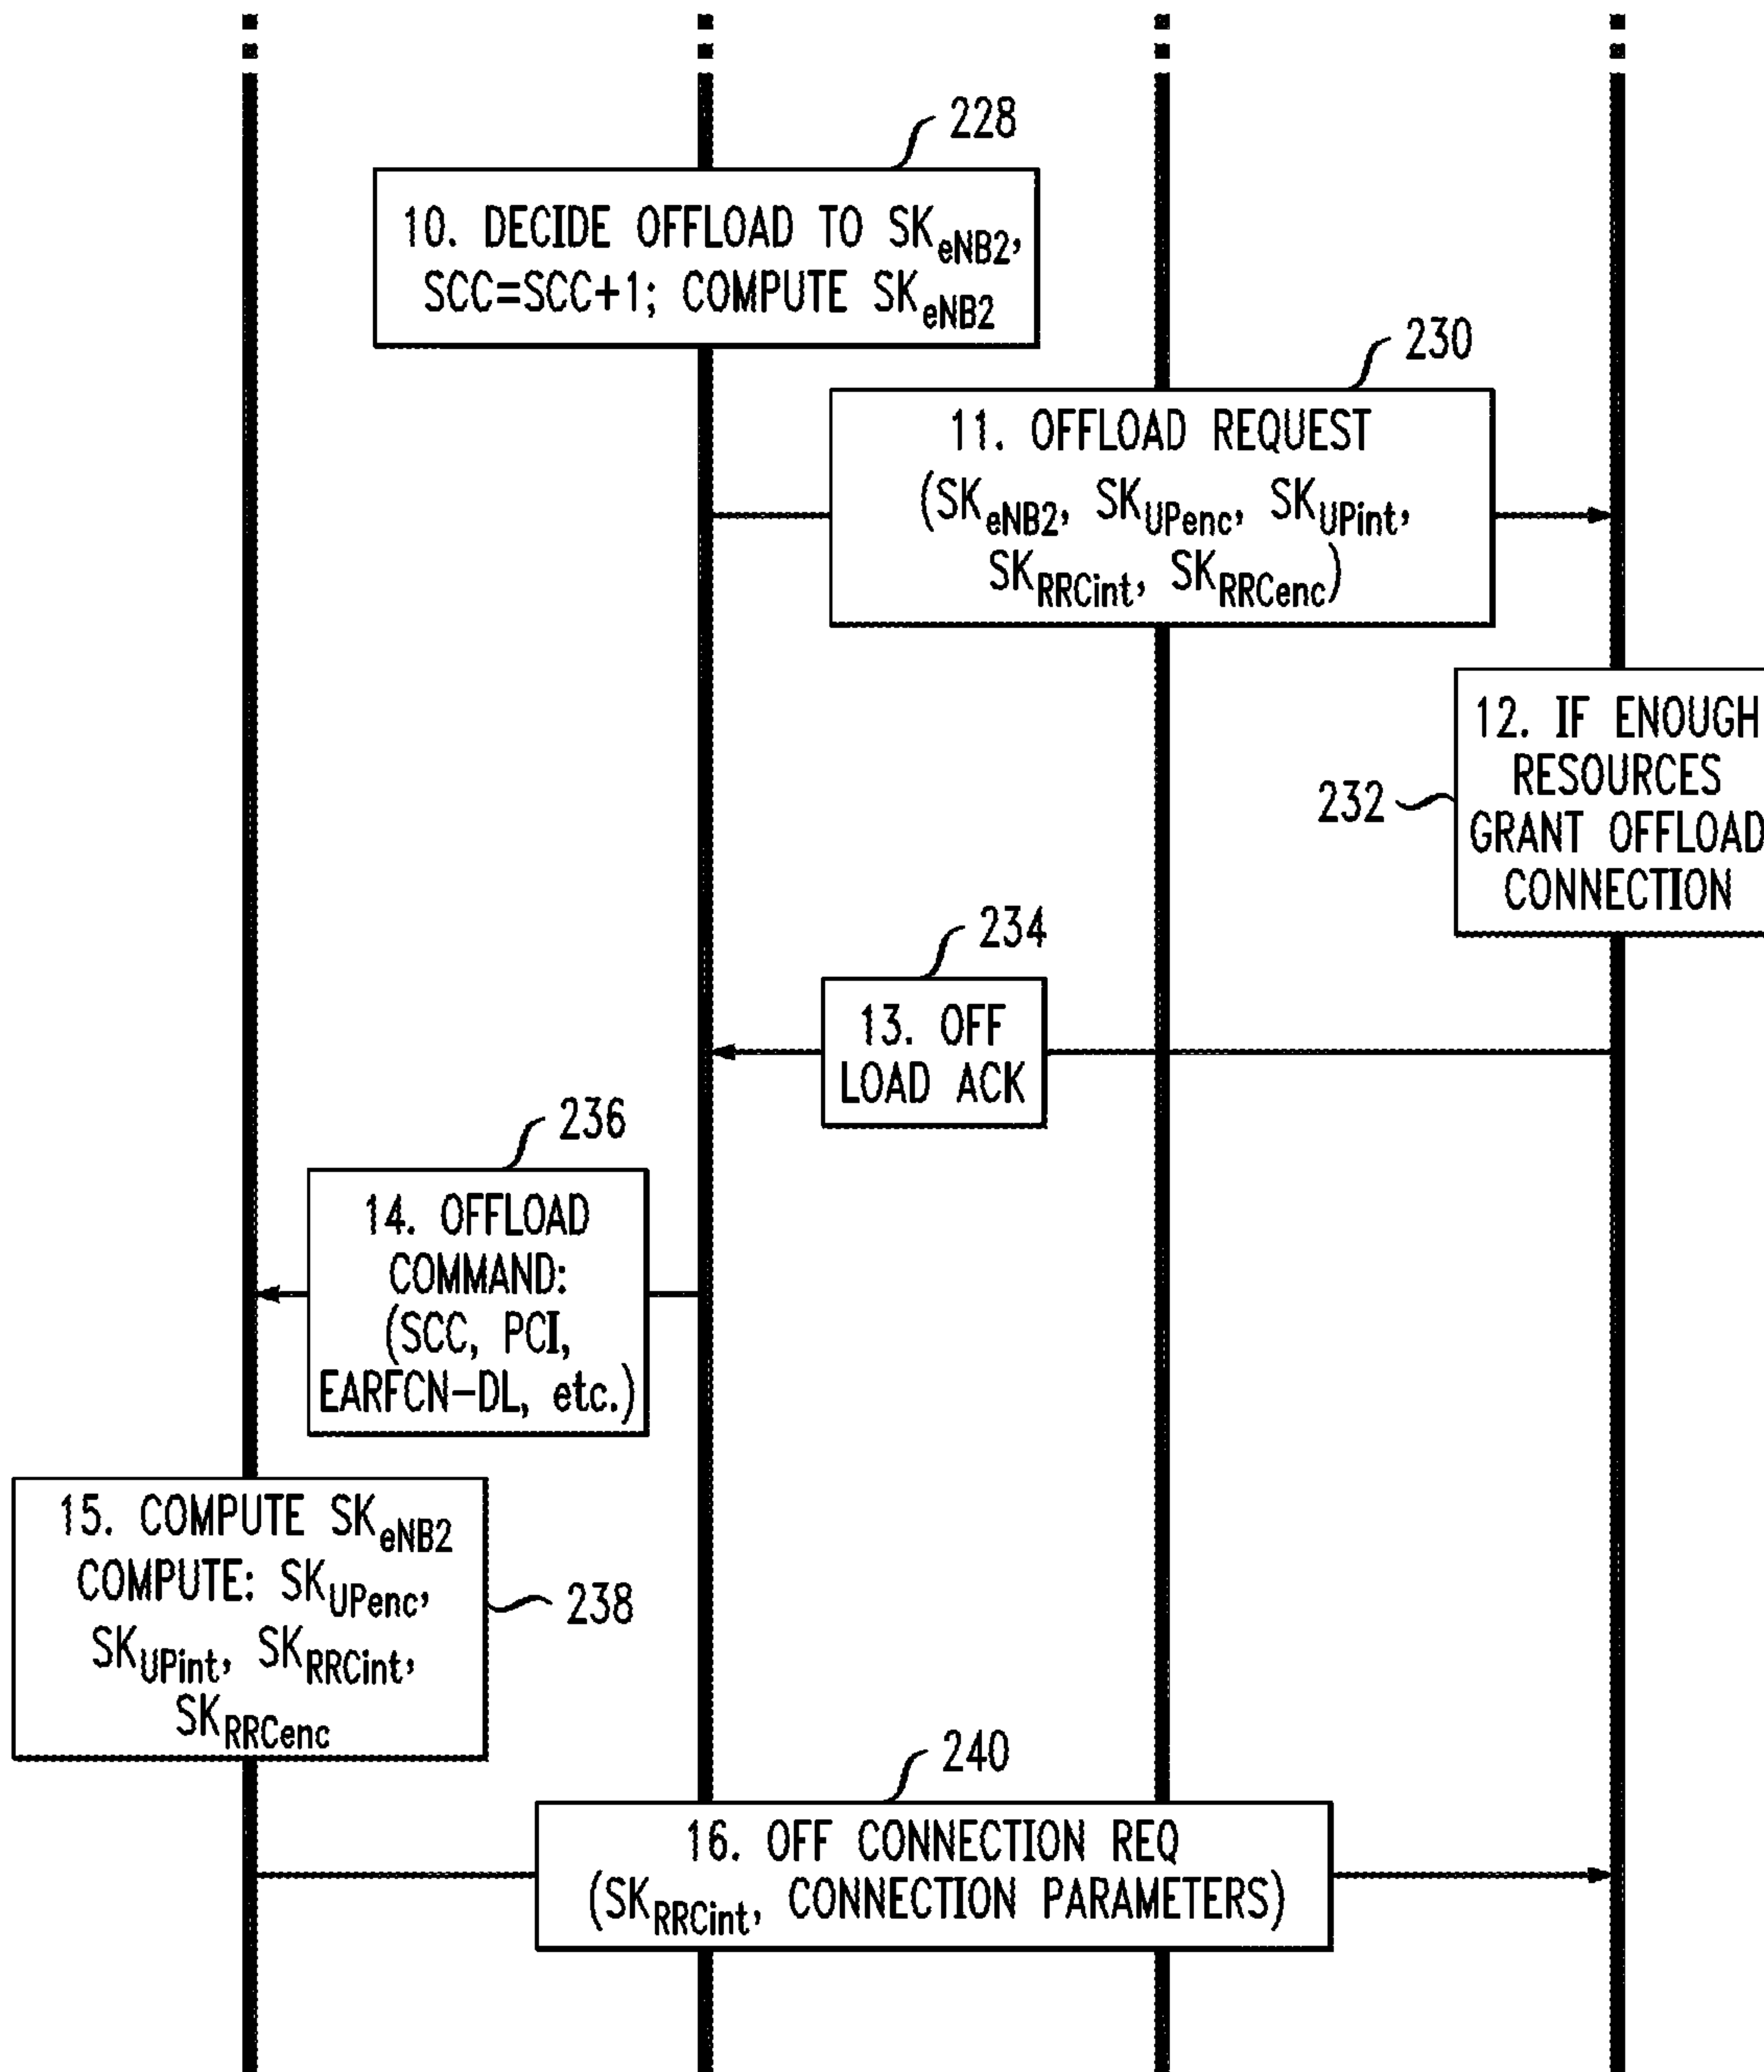 228
10. DECIDE OFFLOAD TO SKeNB2,
SCC=SCC+1; COMPUTE SKeNB2
230
11. OFFLOAD REQUEST
(SKeNB2, SKUPenc, SKUPint,
SKRRCint, SKRRCenc)
12. IF ENOUGH
RESOURCES
GRANT OFFLOAD
CONNECTION
232
234
13. OFF
LOAD ACK
236
14. OFFLOAD
COMMAND:
(SCC, PCI,
EARFCN-DL, etc.)
15. COMPUTE SKeNB2
COMPUTE: SKUPenc,
SKUPint, SKRRCint,
SKRRCenc
238
240
16. OFF CONNECTION REQ
(SKRRCint, CONNECTION PARAMETERS)